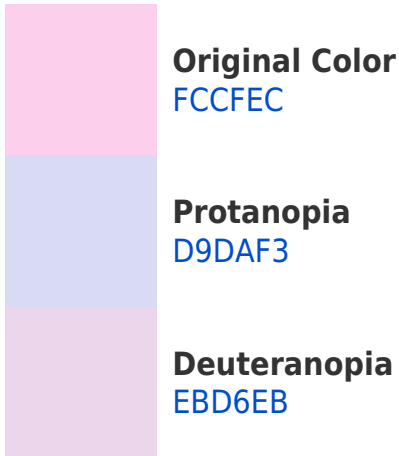 Original Color
FCCFEC
Protanopia
D9DAF3
Deuteranopia
EBD6EB